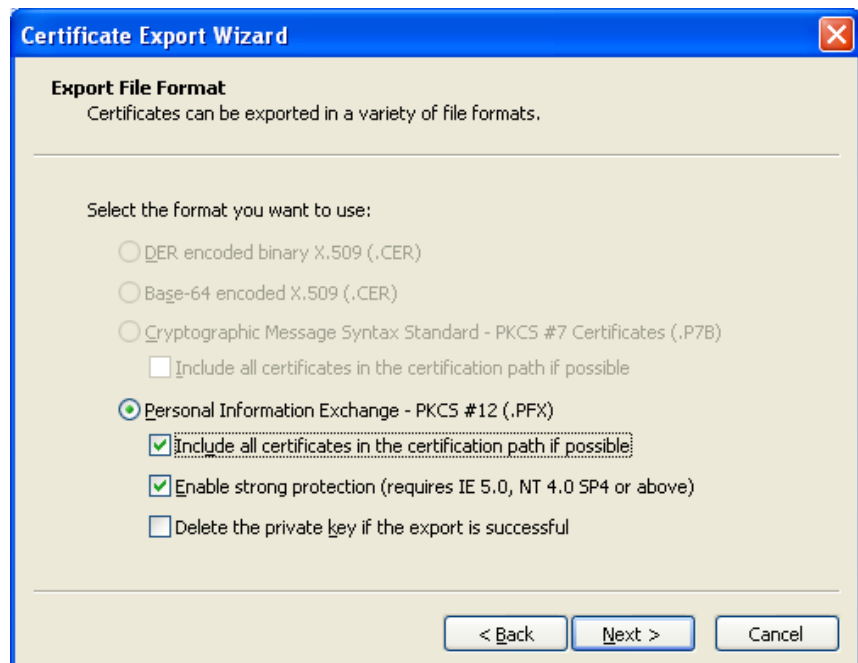 Certificate Export Wizard
Export File Format
Certificates can be exported in a variety of file formats.
Select the format you want to use:
DER encoded binary X.509 (.CER)
Base-64 encoded X.509 (.CER)
Cryptographic Message Syntax Standard - PKCS #7 Certificates (.P7B)
Include all certificates in the certification path if possible
Personal Information Exchange - PKCS #12 (.PFX)
Include all certificates in the certification path if possible
Enable strong protection (requires IE 5.0, NT 4.0 SP4 or above)
Delete the private key if the export is successful
< Back Next > Cancel